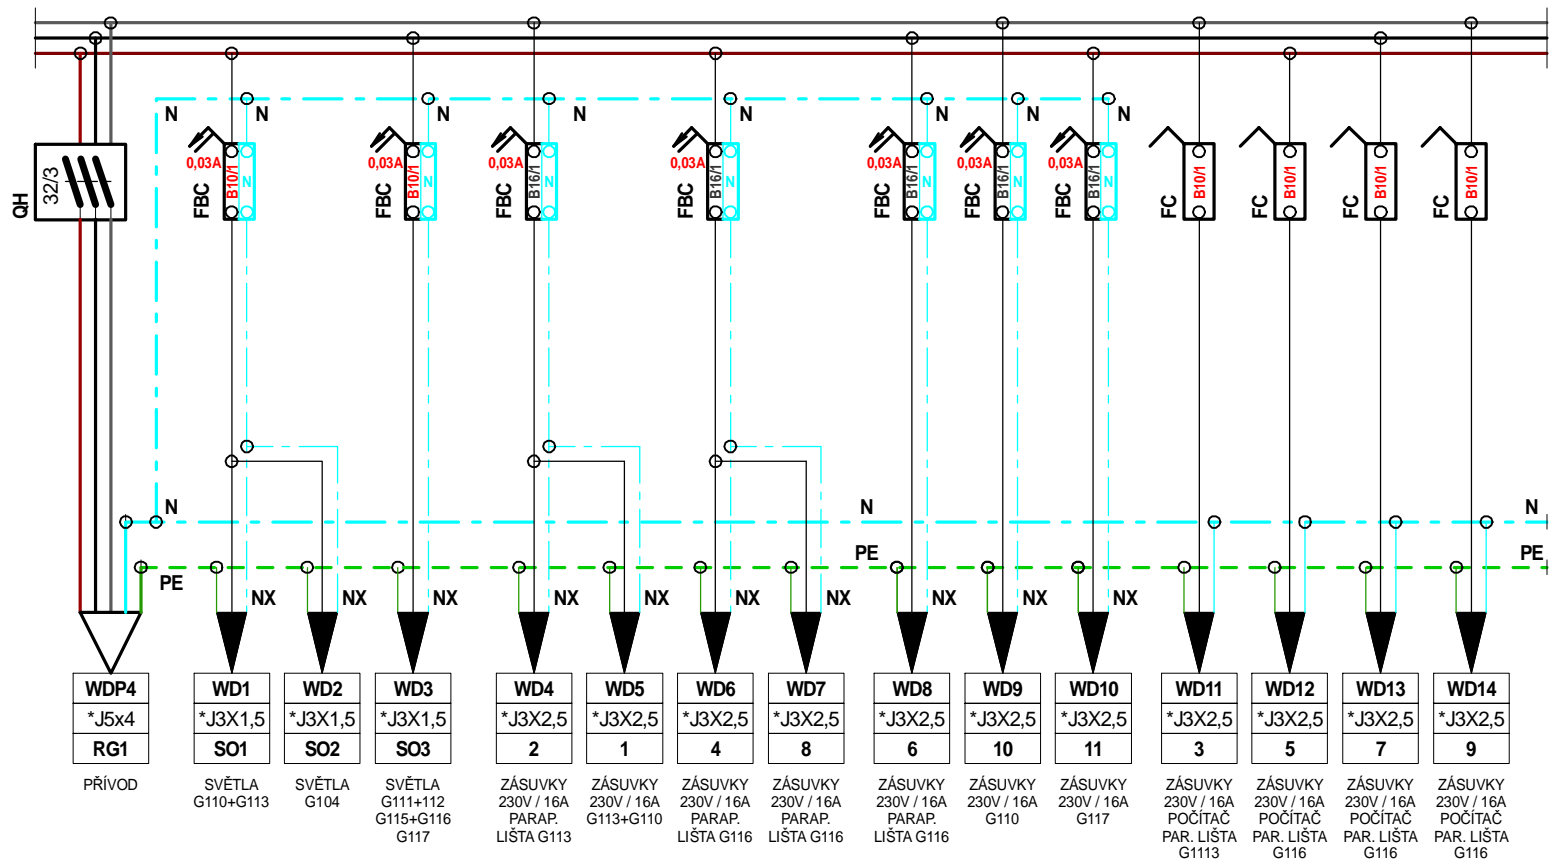 N N N N N
0,03A 0,03A 0,03A 0,03A 0,03A 0,03A 0,03A
QH 32/3
FBC B10/1 N
FBC B10/1 N
FBC B16/1
FBC B16/1 N
FBC B16/1
FBC B16/1
FBC B16/1
FC B10/1
FC B10/1
FC B10/1
FC B10/1
N N N
PE PE PE
NX NX NX NX NX NX NX NX NX NX
WDP4
*J5x4
RG1
PŘÍVOD
WD1
*J3X1,5
SO1
SVĚTLA
G110+G113
WD2
*J3X1,5
SO2
SVĚTLA
G104
WD3
*J3X1,5
SO3
SVĚTLA
G111+112
G115+G116
G117
WD4
*J3X2,5
2
ZÁSUVKY
230V / 16A
PARAP.
LIŠTA G113
WD5
*J3X2,5
1
ZÁSUVKY
230V / 16A
G113+G110
WD6
*J3X2,5
4
ZÁSUVKY
230V / 16A
PARAP.
LIŠTA G116
WD7
*J3X2,5
8
ZÁSUVKY
230V / 16A
PARAP.
LIŠTA G116
WD8
*J3X2,5
6
ZÁSUVKY
230V / 16A
PARAP.
LIŠTA G116
WD9
*J3X2,5
10
ZÁSUVKY
230V / 16A
G110
WD10
*J3X2,5
11
ZÁSUVKY
230V / 16A
G117
WD11
*J3X2,5
3
ZÁSUVKY
230V / 16A
POČÍTAČ
PAR. LIŠTA
G1113
WD12
*J3X2,5
5
ZÁSUVKY
230V / 16A
POČÍTAČ
PAR. LIŠTA
G116
WD13
*J3X2,5
7
ZÁSUVKY
230V / 16A
POČÍTAČ
PAR. LIŠTA
G116
WD14
*J3X2,5
9
ZÁSUVKY
230V / 16A
POČÍTAČ
PAR. LIŠTA
G116